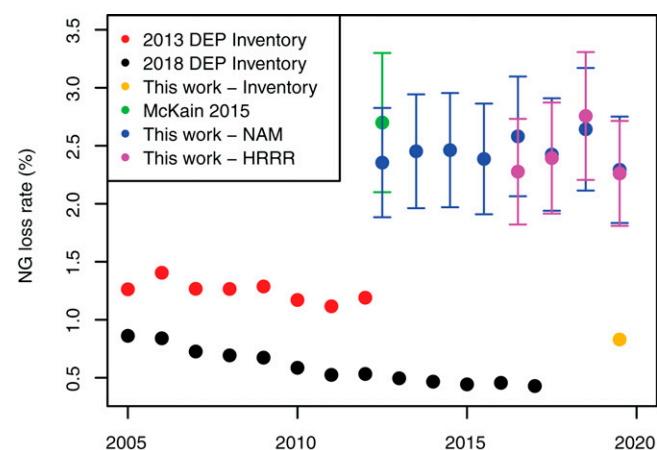 3.5
3.0
2.5
2.0
1.5
1.0
0.5
NG loss rate (%)
2013 DEP Inventory
2018 DEP Inventory
This work – Inventory
McKain 2015
This work – NAM
This work – HRRR
2005 2010 2015 2020